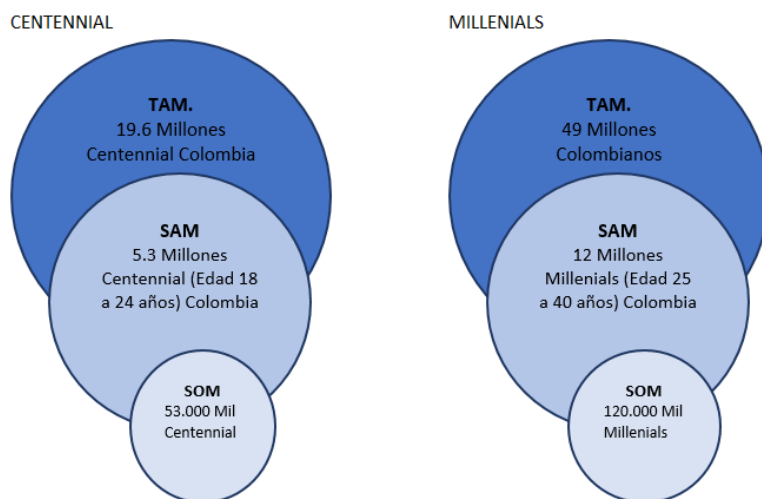 CENTENNIAL
TAM.
19.6 Millones
Centennial Colombia
SAM
5.3 Millones
Centennial (Edad 18
a 24 años) Colombia
SOM
53.000 Mil
Centennial
MILLENIALS
TAM.
49 Millones
Colombianos
SAM
12 Millones
Millenials (Edad 25
a 40 años) Colombia
SOM
120.000 Mil
Millenials